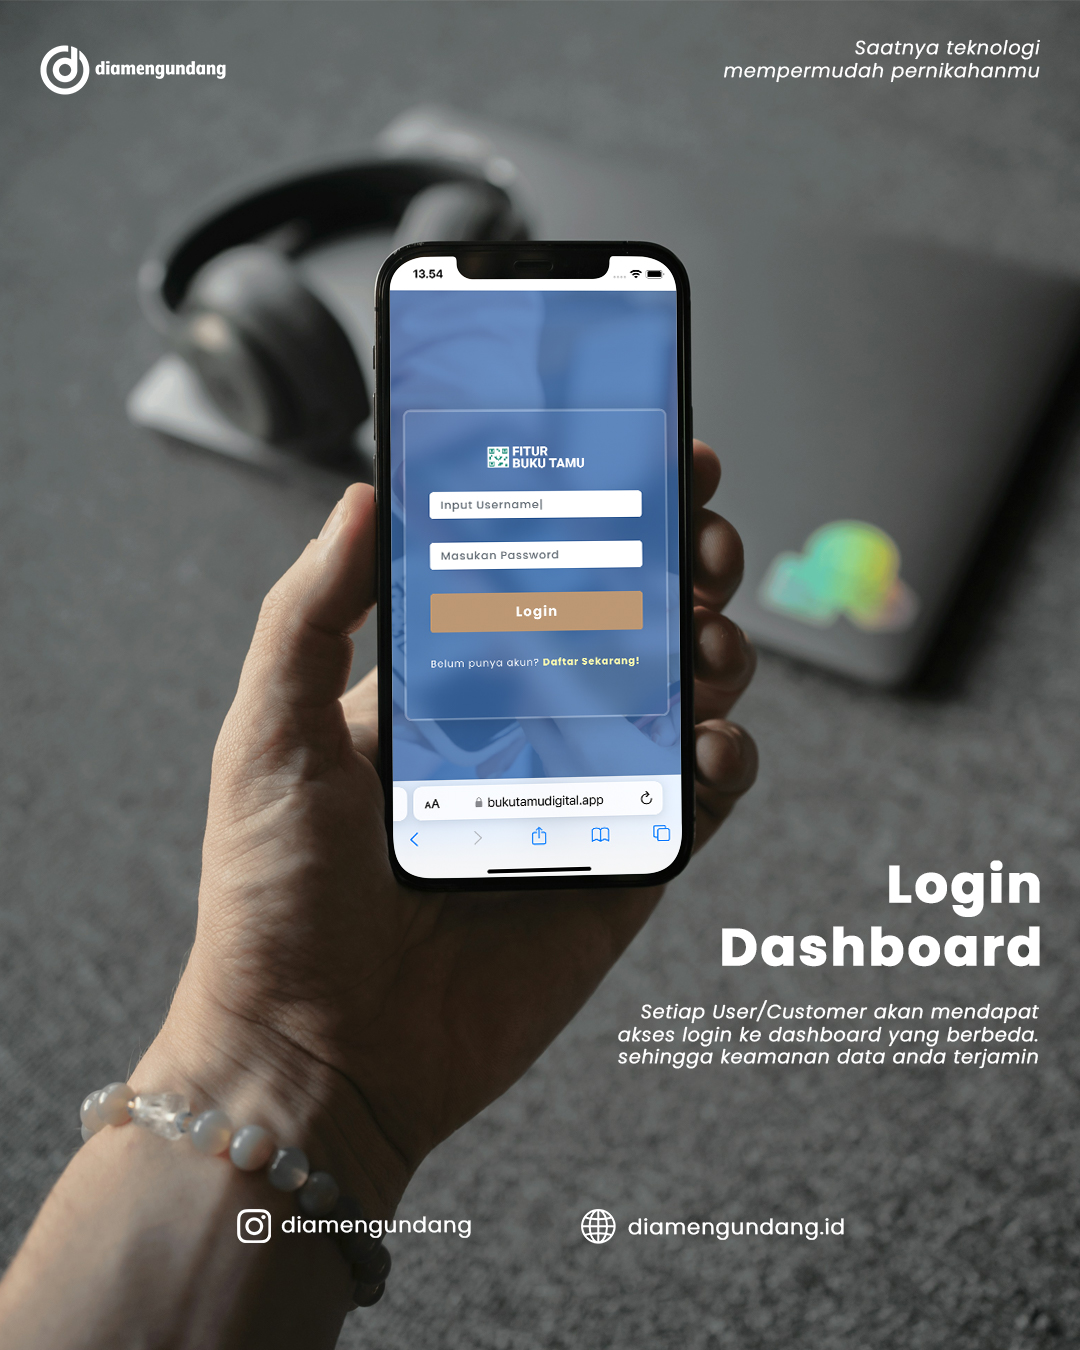 diamengundang
Saatnya teknologi
mempermudah pernikahanmu
13.54
FITUR
BUKU TAMU
Input Username|
Masukan Password
Login
Belum punya akun? Daftar Sekarang!
AA bukutamudigital.app
Login
Dashboard
Setiap User/Customer akan mendapat
akses login ke dashboard yang berbeda.
sehingga keamanan data anda terjamin
diamengundang
diamengundang.id